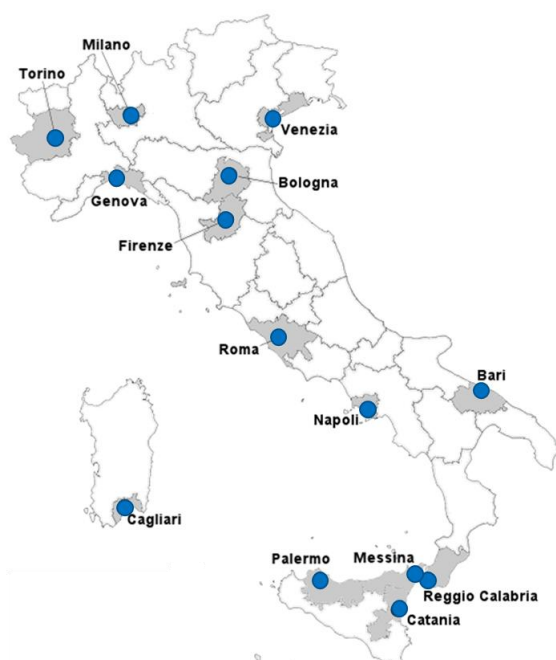 Milano
Torino
Venezia
Bologna
Genova
Firenze
Roma
Bari
Napoli
Cagliari
Messina
Palermo
Reggio Calabria
Catania